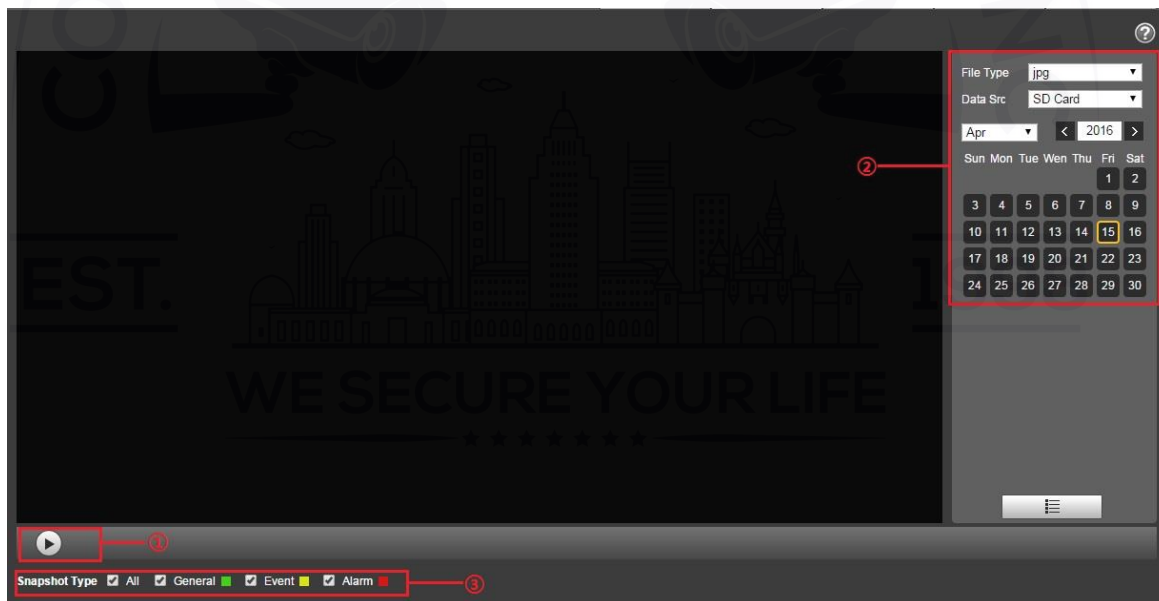 ?
File Type jpg
Data Src SD Card
Apr < 2016 >
Sun Mon Tue Wen Thu Fri Sat
1 2
3 4 5 6 7 8 9
10 11 12 13 14 15 16
17 18 19 20 21 22 23
24 25 26 27 28 29 30
②
EST.
WE SECURE YOUR LIFE
①
Snapshot Type All General Event Alarm
③